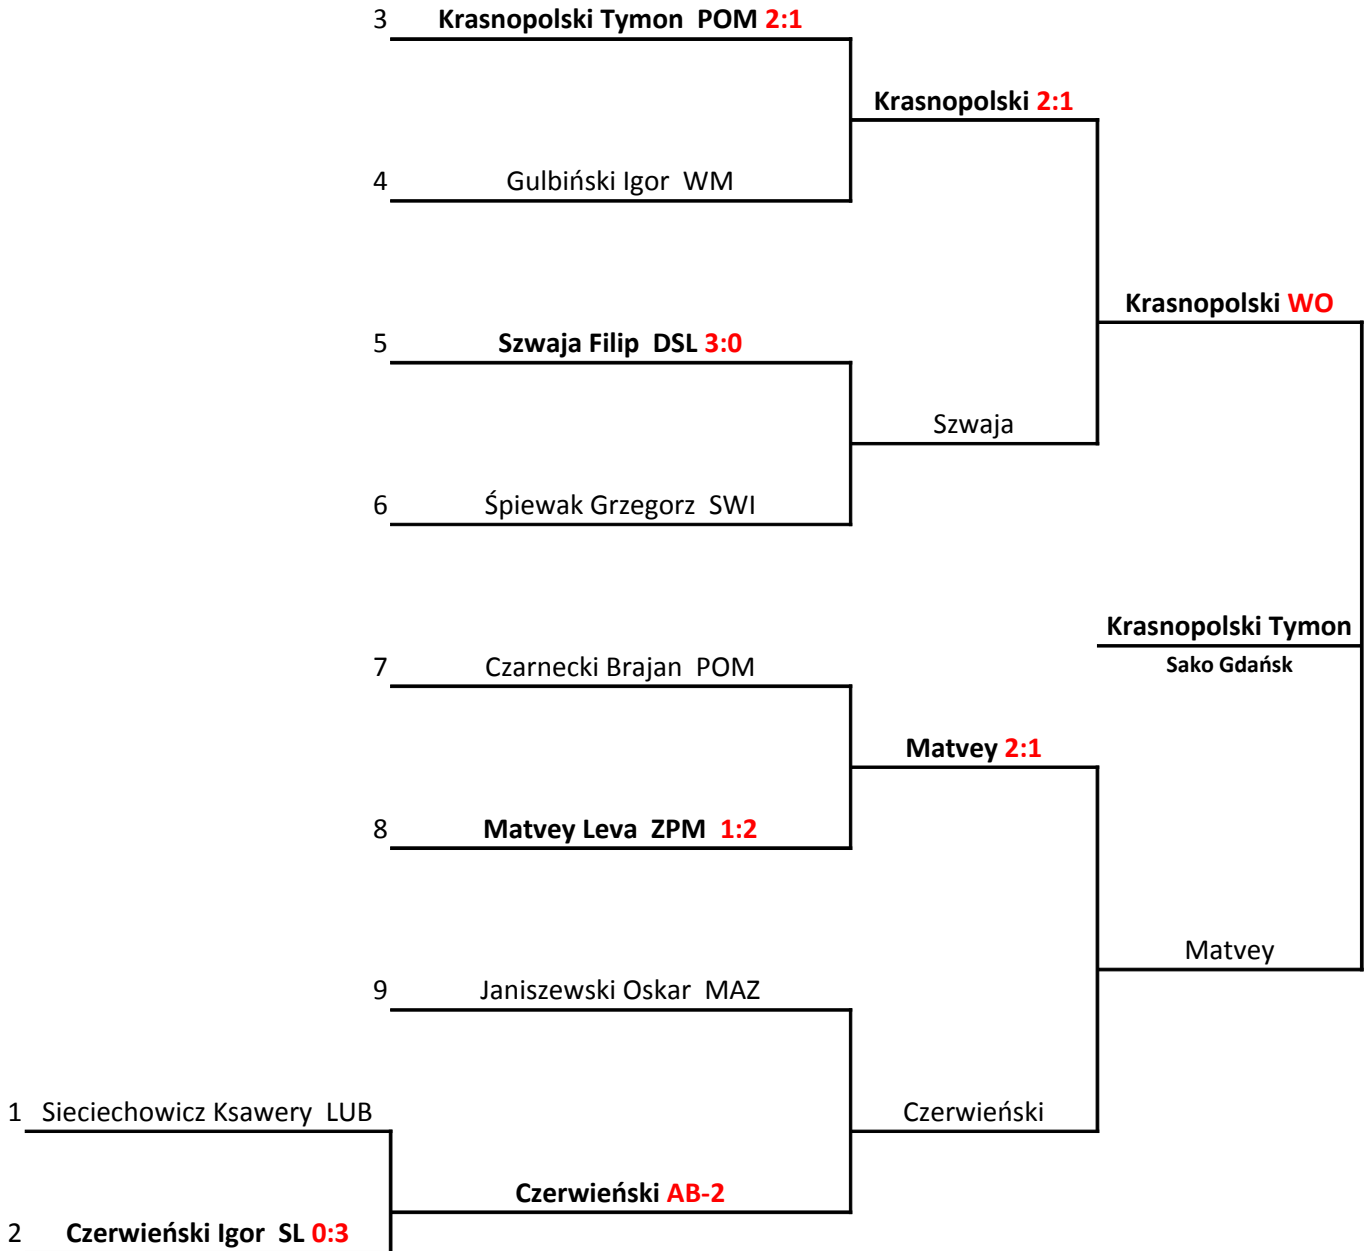 3 Krasnopolski Tymon POM 2:1
Krasnopolski 2:1
4 Gulbiński Igor WM
Krasnopolski WO
5 Szwaja Filip DSL 3:0
Szwaja
6 Śpiewak Grzegorz SWI
Krasnopolski Tymon
Sako Gdańsk
7 Czarnecki Brajan POM
Matvey 2:1
8 Matvey Leva ZPM 1:2
Matvey
9 Janiszewski Oskar MAZ
1 Sieciechowicz Ksawery LUB
Czerwieński
Czerwieński AB-2
2 Czerwieński Igor SL 0:3